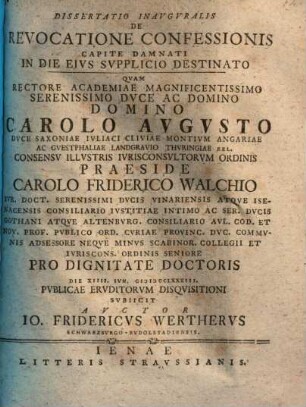 DISSERTATIO INAVGVRALIS
DE
REVOCATIONE CONFESSIONIS
CAPITE DAMNATI
IN DIE EIVS SVPPLICIO DESTINATO
QVAM
RECTORE ACADEMIAE MAGNIFICENTISSIMO
SERENISSIMO DVCE AC DOMINO
DOMINO
CAROLO AVGVSTO
DVCE SAXONIAE IVLIACI CLIVIAE MONTIVM ANGARIAE
AC GVESTPHALIAE LANDGRAVIO THVRINGIAE REL.
CONSENSV ILLVSTRIS IVRISCONSVLTORVM ORDINIS
PRAESIDE
CAROLO FRIDERICO WALCHIO
IVR. DOCT. SERENISSIMI DVCIS VINARIENSIS ATQVE ISE-
NACENSIS CONSILIARIO IVSTITIAE INTIMO AC SER. DVCIS
GOTHANI ATQVE ALTENBVRG. CONSILIARIO AVL. COD. ET
NOV. PROF. PVBLICO ORD. CVRIAE PROVINC. DVC. COMMV-
NIS ADSESSORE NEQVE MINVS SCABINOR. COLLEGII ET
IVRISCONS. ORDINIS SENIORE
PRO DIGNITATE DOCTORIS
DIE
PVBLICAE ERVDITORVM DISQVISITIONI
SVBIICIT
AVCTOR
IO. FRIDERICVS WERTHERVS
SCHWARZBVRGO-RVDOLSTADIENSIS.
IENAE
LITTERIS STRAVSSIANIS.